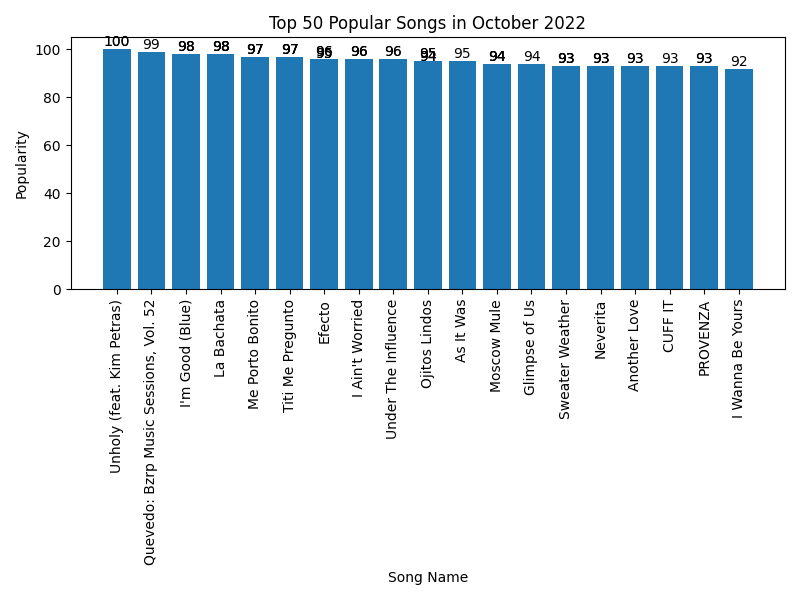 Top 50 Popular Songs in October 2022
100
99
98
98
97
97
96
95
96
96
95
94
95
94
94
93
93
93
93
93
92
100
80
60
40
20
0
Popularity
Unholy (feat. Kim Petras)
Quevedo: Bzrp Music Sessions, Vol. 52
I'm Good (Blue)
La Bachata
Me Porto Bonito
Titi Me Pregunto
Efecto
I Ain't Worried
Under The Influence
Ojitos Lindos
As It Was
Moscow Mule
Glimpse of Us
Sweater Weather
Neverita
Another Love
CUFF IT
PROVENZA
I Wanna Be Yours
Song Name